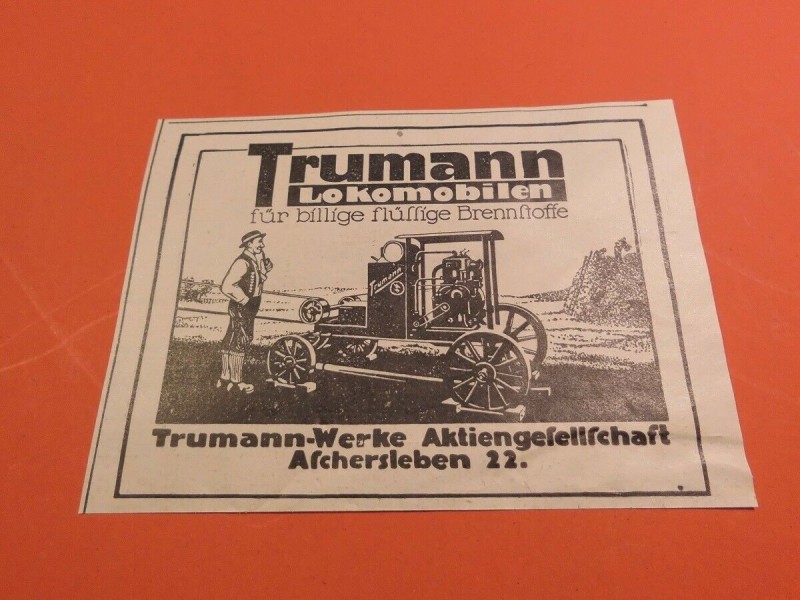 Trumann
Lokomobilen
für billige flüſſige Brennſtoffe
Trumann
Trumann-Werke Aktiengeſellſchaft
Aſchersleben 22.